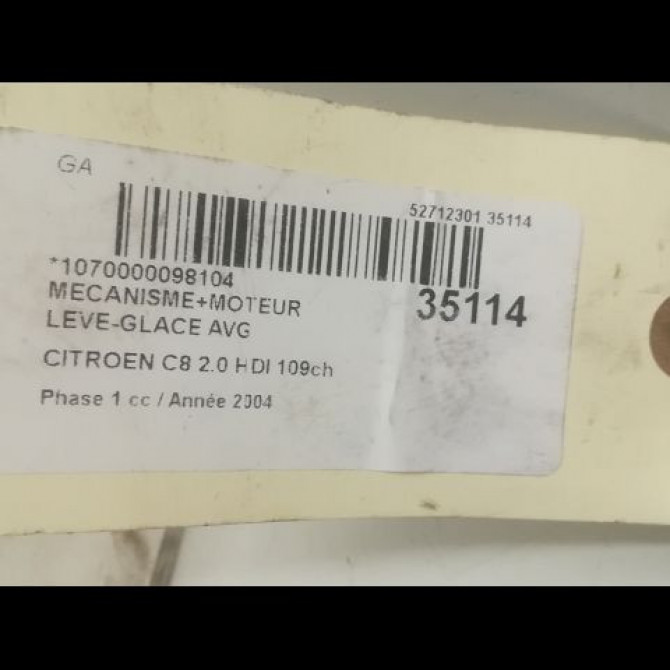 GA
52712301 35114
*1070000098104
35114
MECANISME+MOTEUR
LEVE-GLACE AVG
CITROEN C8 2.0 HDI 109ch
Phase 1 cc / Année 2004